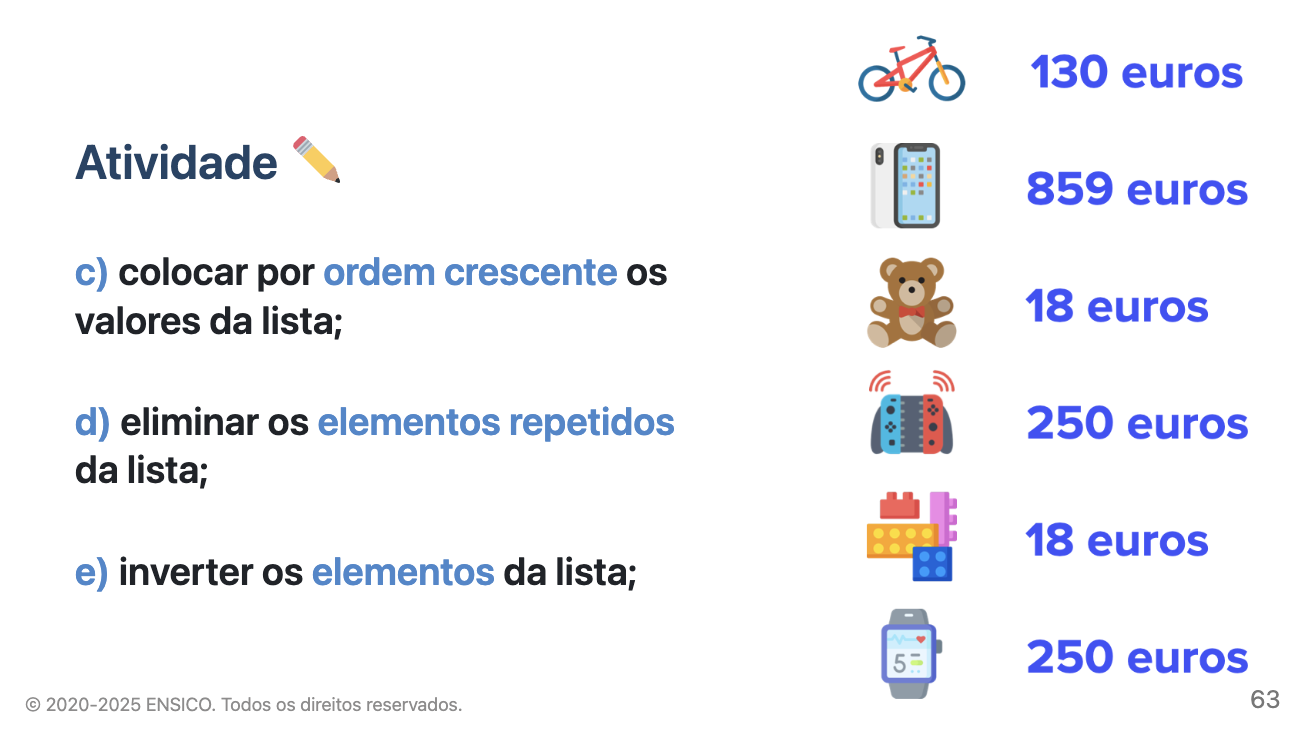 Atividade
c) colocar por ordem crescente os
valores da lista;
d) eliminar os elementos repetidos
da lista;
e) inverter os elementos da lista;
130 euros
859 euros
18 euros
250 euros
18 euros
5
250 euros
© 2020-2025 ENSICO. Todos os direitos reservados.
63